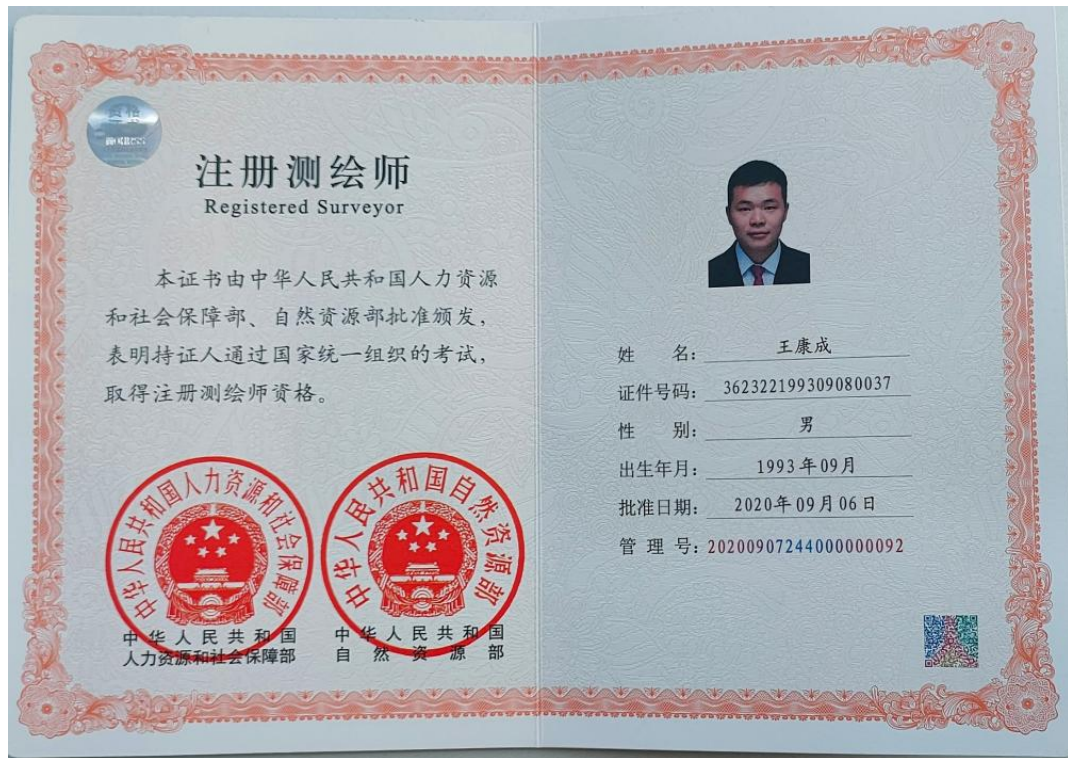 注册测绘师
Registered Surveyor
本证书由中华人民共和国人力资源
和社会保障部、自然资源部批准颁发，
表明持证人通过国家统一组织的考试，
取得注册测绘师资格。
中华人民共和国人力资源和社会保障部
中华人民共和国自然资源部
中华人民共和国
人力资源和社会保障部
中华人民共和国
自然资源部
姓 名：王康成
证件号码：362322199309080037
性 别：男
出生年月：1993年09月
批准日期：2020年09月06日
管 理 号：20200907244000000092